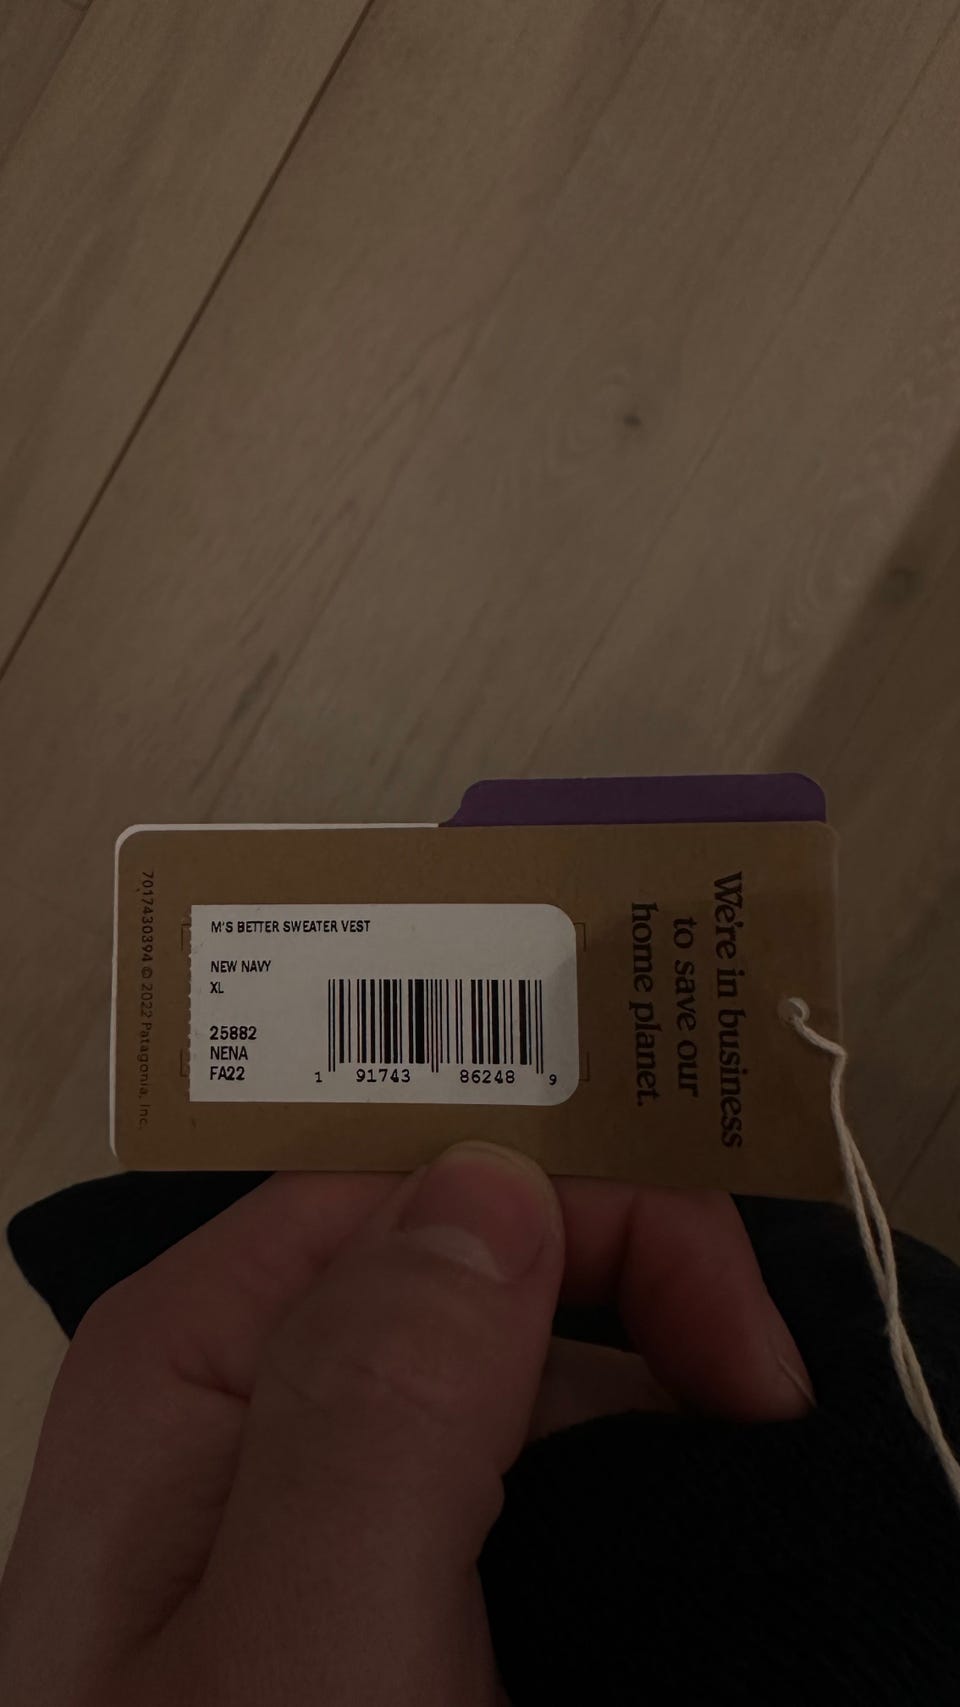 M'S BETTER SWEATER VEST
NEW NAVY
XL
25882
NENA
FA22
1 91743 86248 9
We're in business
to save our
home planet.
7017430394 © 2022 Patagonia, Inc.